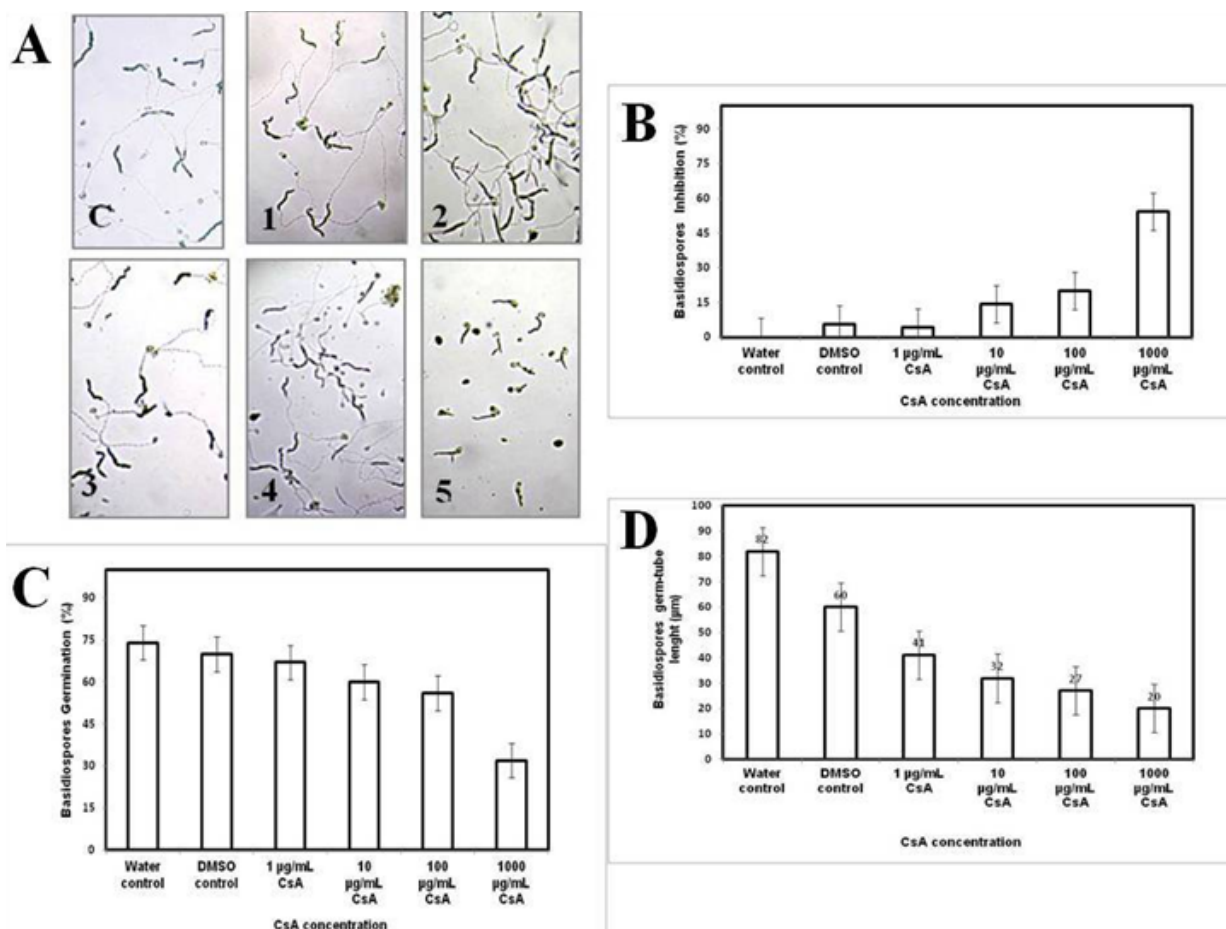 A
C
1
2
3
4
5
B
Basidiospores Inhibition (%)
90
75
60
45
30
15
0
Water control
DMSO control
1 µg/mL CsA
10 µg/mL CsA
100 µg/mL CsA
1000 µg/mL CsA
CsA concentration
C
Basidiospores Germination (%)
90
75
60
45
30
15
0
Water control
DMSO control
1 µg/mL CsA
10 µg/mL CsA
100 µg/mL CsA
1000 µg/mL CsA
CsA concentration
D
Basidiospores germ-tube
lenght (µm)
100
90
80
70
60
50
40
30
20
10
0
82
60
41
32
27
20
Water control
DMSO control
1 µg/mL CsA
10 µg/mL CsA
100 µg/mL CsA
1000 µg/mL CsA
CsA concentration